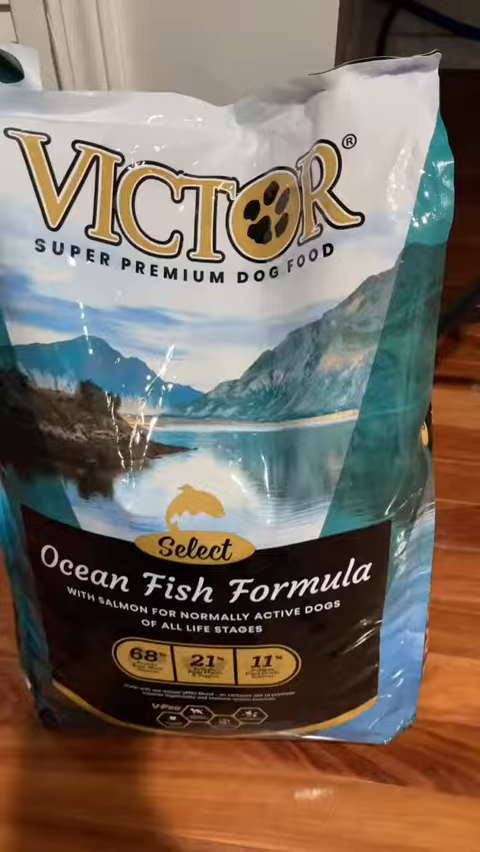 VICTOR®
SUPER PREMIUM DOG FOOD
Select
Ocean Fish Formula
WITH SALMON FOR NORMALLY ACTIVE DOGS
OF ALL LIFE STAGES
68% 21% 11%
V-Pro